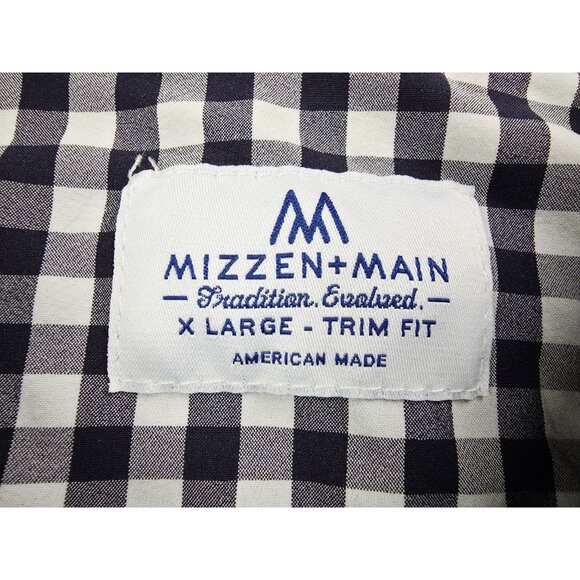 MIZZEN+MAIN
Tradition. Evolved.
X LARGE - TRIM FIT
AMERICAN MADE